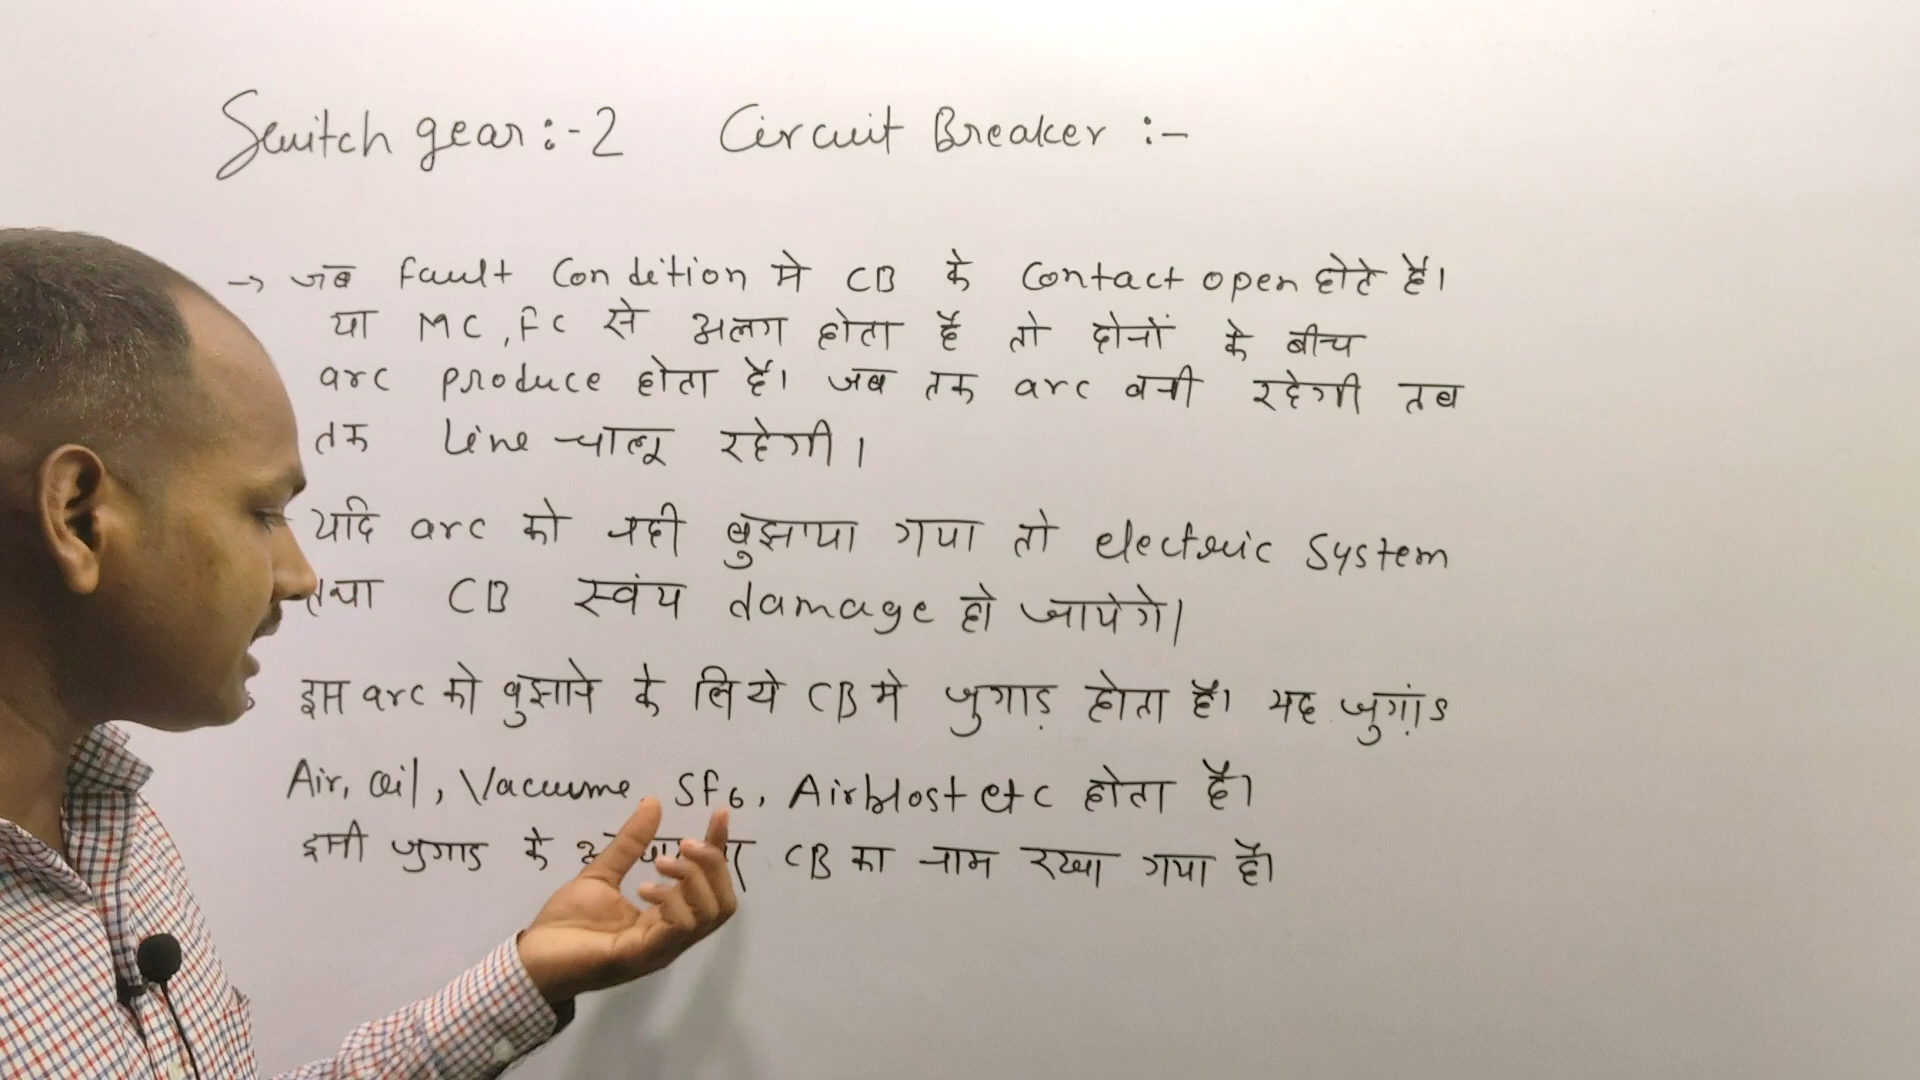 Switch gear:-2 Circuit Breaker :-
→ जब fault Condition मे CB के Contact open होते हैं।
या MC, FC से अलग होता है तो दोनों के बीच
arc produce होता है। जब तक arc बनी रहेगी तब
तक line चालू रहेगी।
यदि arc को नही बुझाया गया तो electric System
तथा CB स्वंय damage हो जायेगे।
इस arc को बुझाने के लिये CB मे जुगाड़ होता है। यह जुगांड़
Air, oil, Vacuume, SF6, Airblast etc होता है।
इसी जुगाड के CB का नाम रखा गया है।